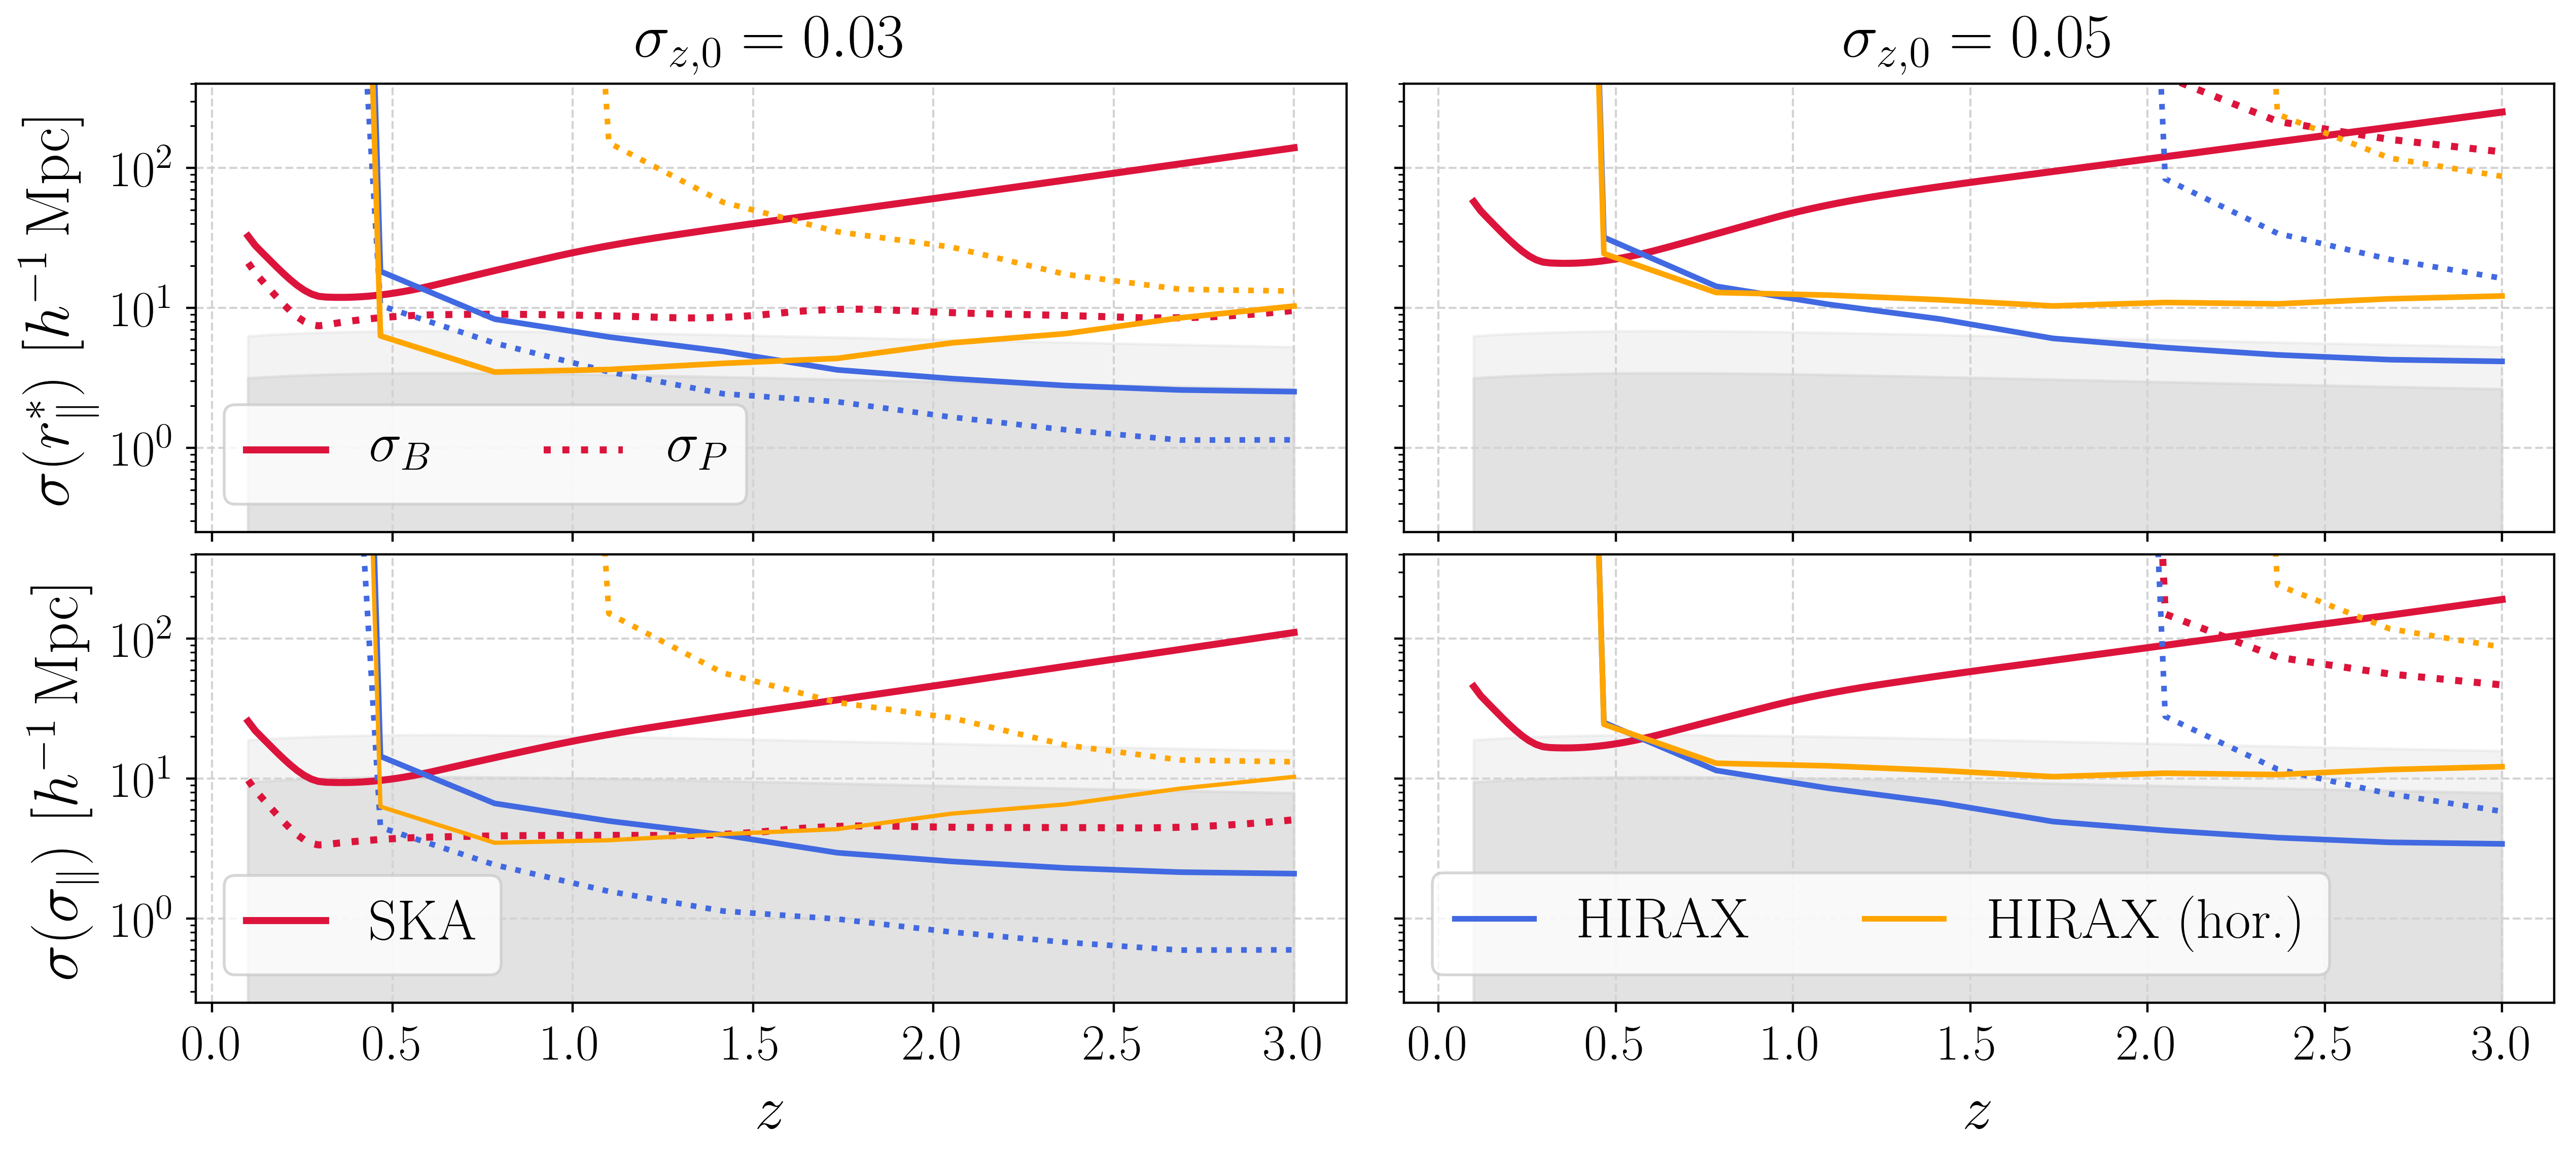 σ_{z,0} = 0.03
σ_{z,0} = 0.05
σ(r^*_∥) [h^{−1} Mpc]
10^2
10^1
10^0
σ_B σ_P
σ(σ_∥) [h^{−1} Mpc]
10^2
10^1
10^0
SKA
HIRAX HIRAX (hor.)
0.0 0.5 1.0 1.5 2.0 2.5 3.0
0.0 0.5 1.0 1.5 2.0 2.5 3.0
z
z